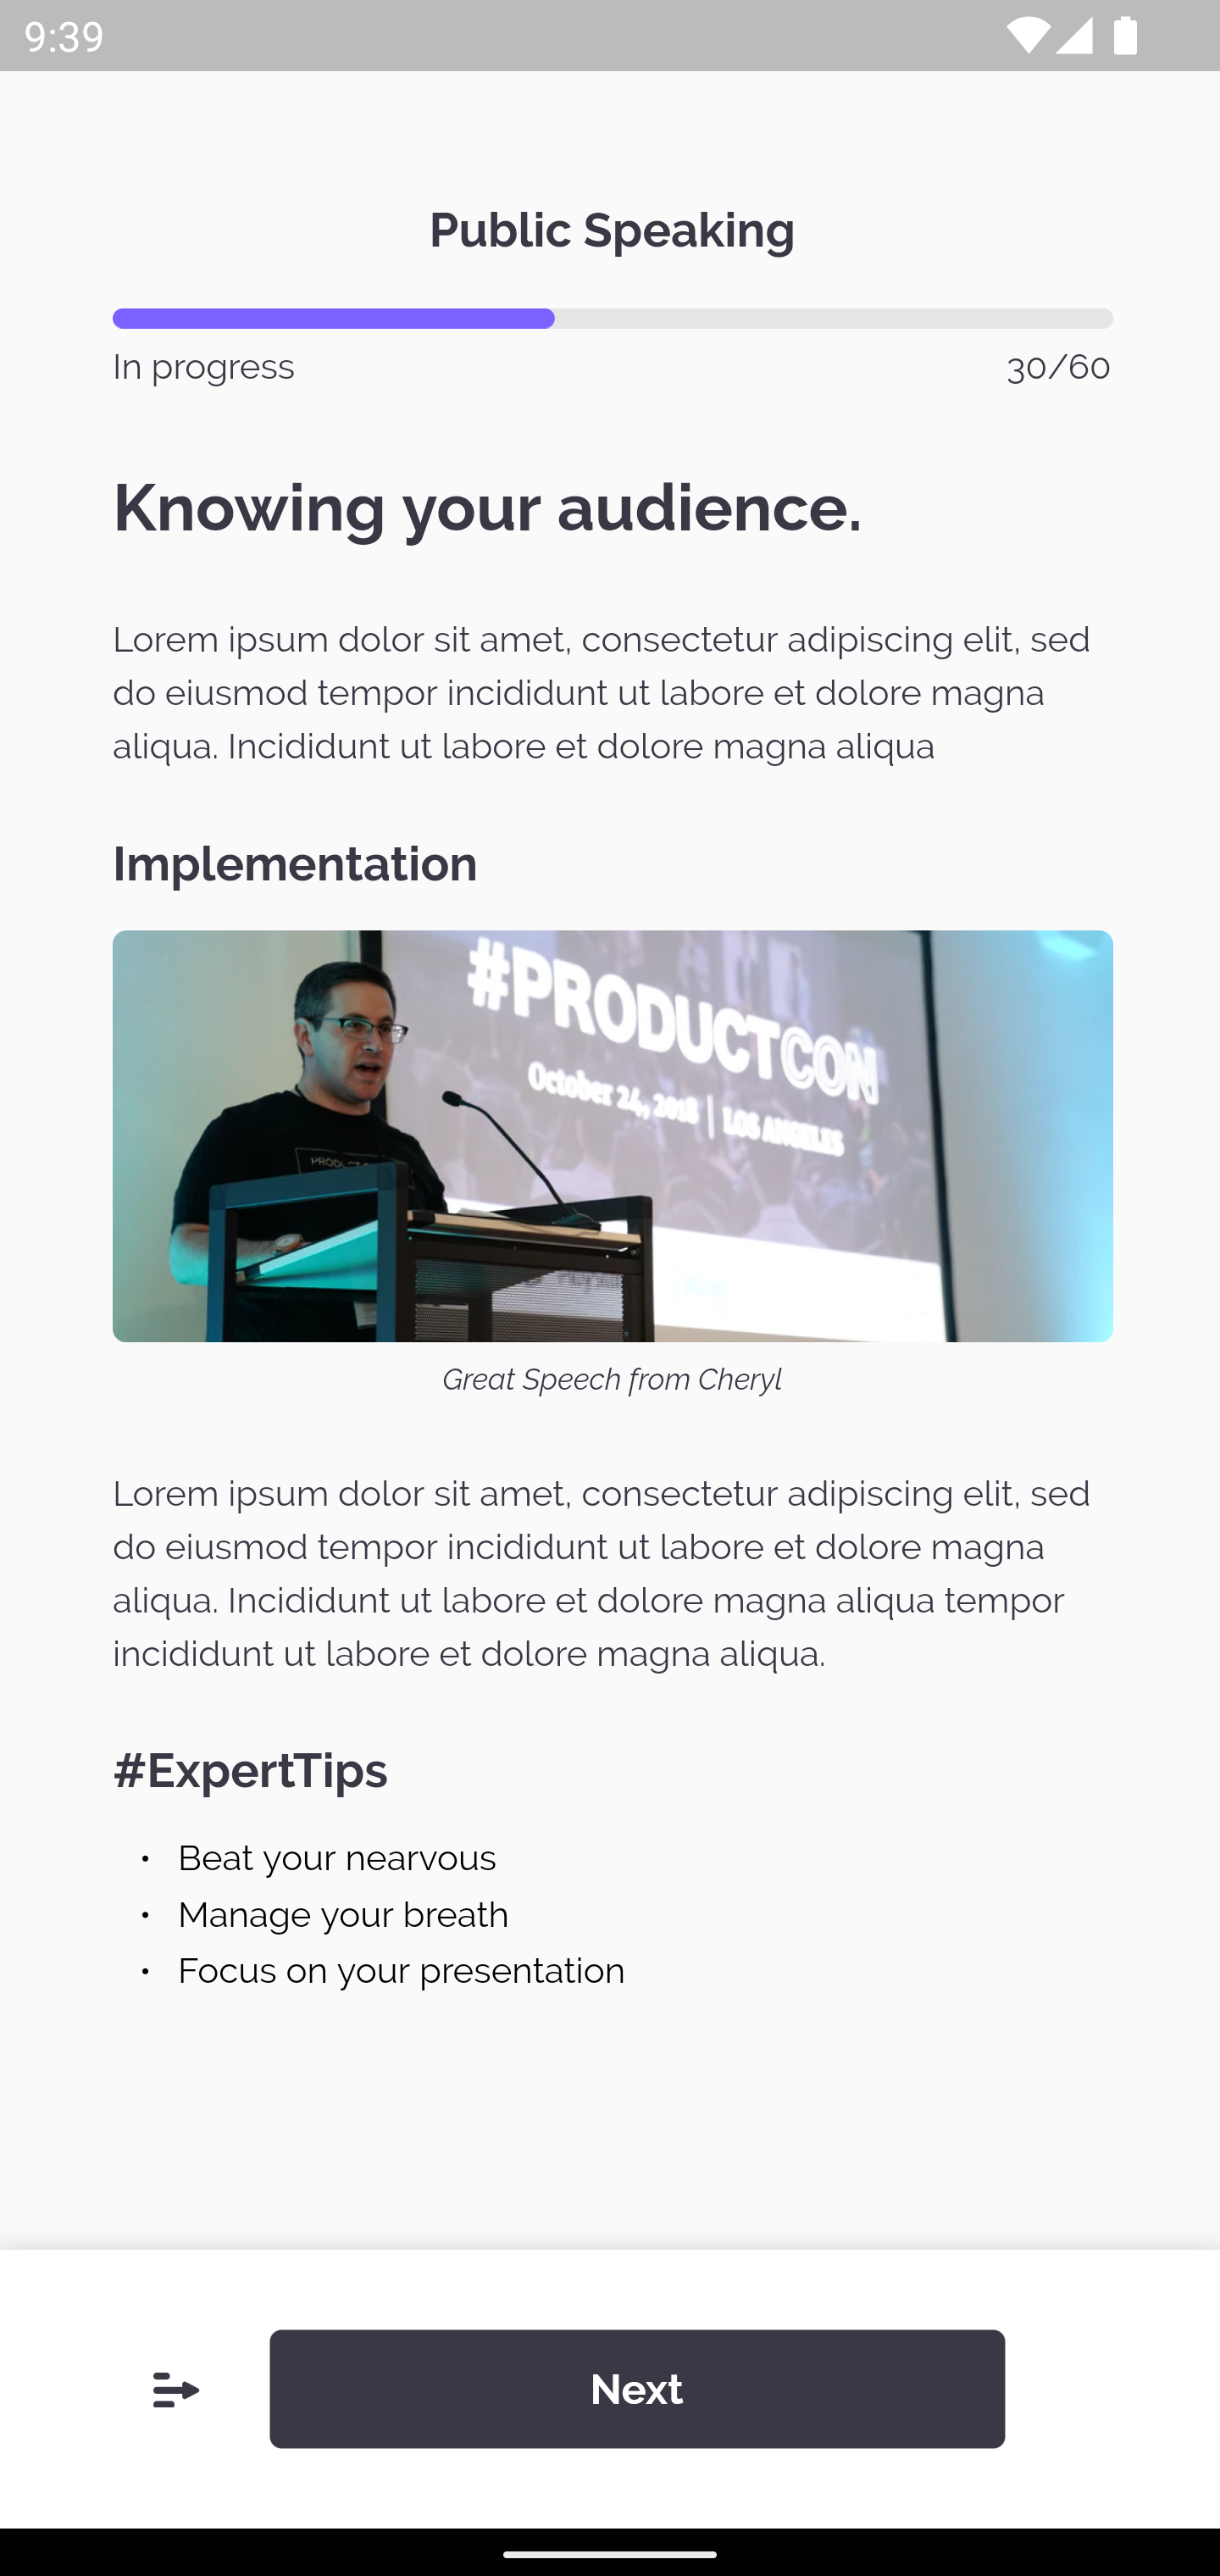 9:39
Public Speaking
In progress 30/60
Knowing your audience.
Lorem ipsum dolor sit amet, consectetur adipiscing elit, sed
do eiusmod tempor incididunt ut labore et dolore magna
aliqua. Incididunt ut labore et dolore magna aliqua
Implementation
#PRODUCTCON
October 24, 2018 | LOS ANGELES
Great Speech from Cheryl
Lorem ipsum dolor sit amet, consectetur adipiscing elit, sed
do eiusmod tempor incididunt ut labore et dolore magna
aliqua. Incididunt ut labore et dolore magna aliqua tempor
incididunt ut labore et dolore magna aliqua.
#ExpertTips
• Beat your nearvous
• Manage your breath
• Focus on your presentation
Next